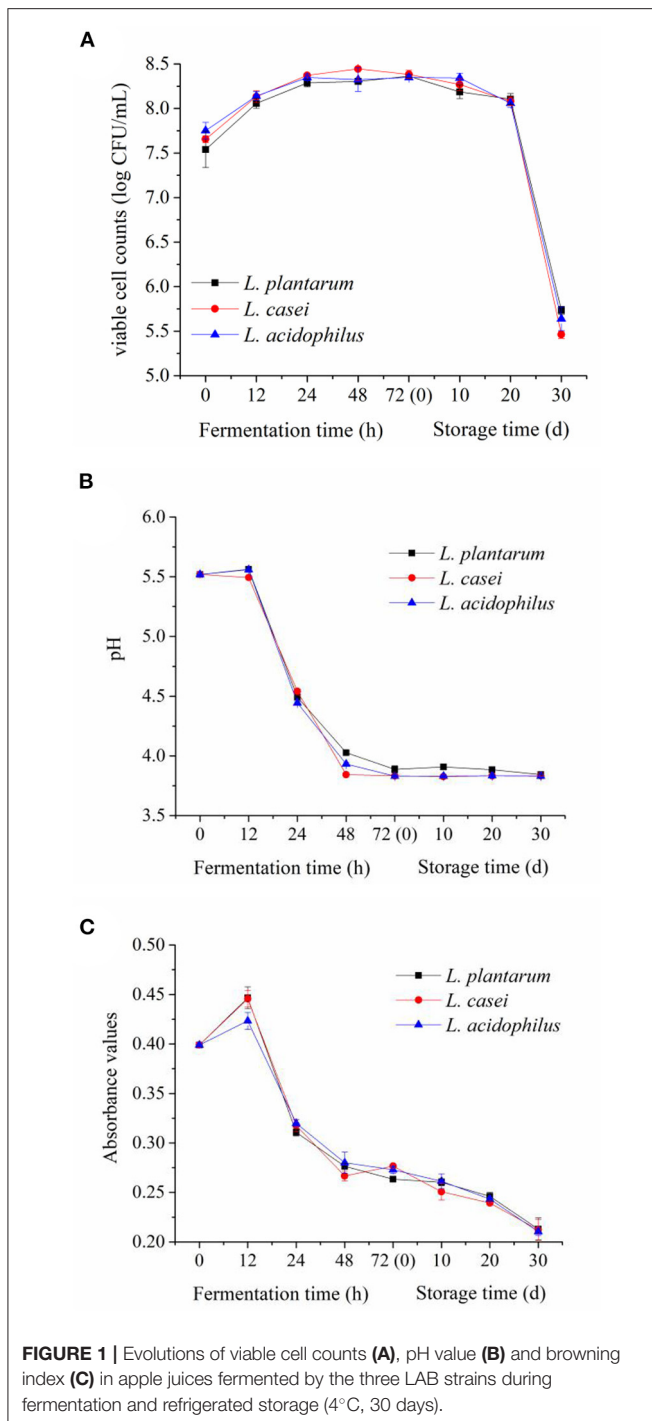 A
viable cell counts (log CFU/mL)
8.5
8.0
7.5
7.0
6.5
6.0
5.5
5.0
L. plantarum
L. casei
L. acidophilus
0 12 24 48 72 (0) 10 20 30
Fermentation time (h) Storage time (d)
B
pH
6.0
5.5
5.0
4.5
4.0
3.5
L. plantarum
L. casei
L. acidophilus
0 12 24 48 72 (0) 10 20 30
Fermentation time (h) Storage time (d)
C
Absorbance values
0.50
0.45
0.40
0.35
0.30
0.25
0.20
L. plantarum
L. casei
L. acidophilus
0 12 24 48 72 (0) 10 20 30
Fermentation time (h) Storage time (d)
FIGURE 1 | Evolutions of viable cell counts (A), pH value (B) and browning
index (C) in apple juices fermented by the three LAB strains during
fermentation and refrigerated storage (4°C, 30 days).